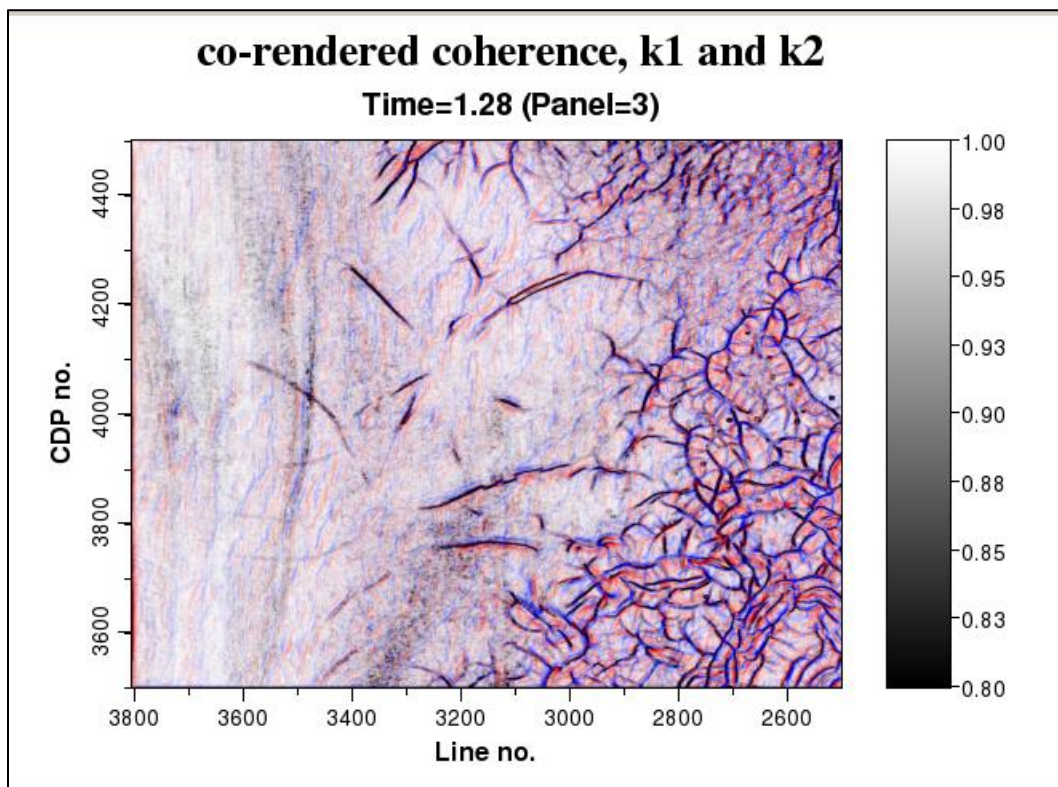 co-rendered coherence, k1 and k2
Time=1.28 (Panel=3)
CDP no.
4400
4200
4000
3800
3600
3800 3600 3400 3200 3000 2800 2600
Line no.
1.00
0.98
0.95
0.93
0.90
0.88
0.85
0.83
0.80